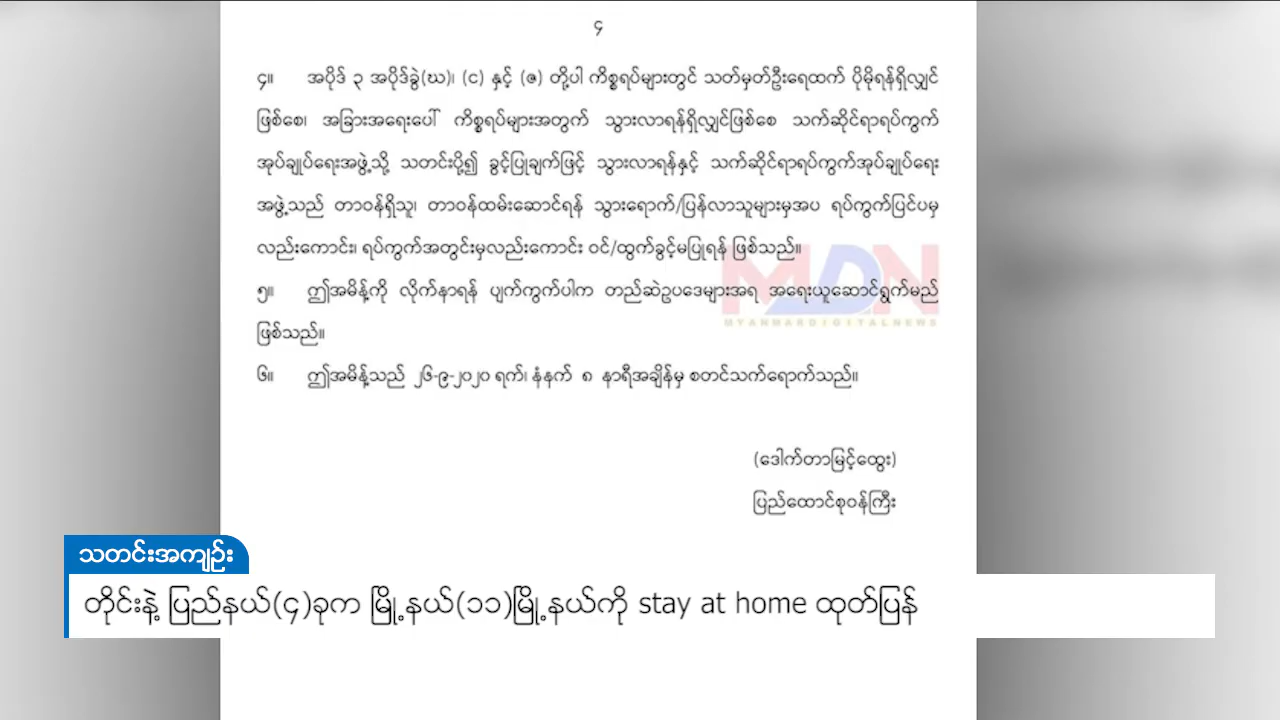 ၄
၄။ အပိုဒ် ၃ အပိုဒ်ခွဲ(ဃ)၊ (င) နှင့် (ဇ) တို့ပါ ကိစ္စရပ်များတွင် သတ်မှတ်ဦးရေထက် ပိုမိုရန်ရှိလျှင်
ဖြစ်စေ၊ အခြားအရေးပေါ် ကိစ္စရပ်များအတွက် သွားလာရန်ရှိလျှင်ဖြစ်စေ သက်ဆိုင်ရာရပ်ကွက်
အုပ်ချုပ်ရေးအဖွဲ့သို့ သတင်းပို့၍ ခွင့်ပြုချက်ဖြင့် သွားလာရန်နှင့် သက်ဆိုင်ရာရပ်ကွက်အုပ်ချုပ်ရေး
အဖွဲ့သည် တာဝန်ရှိသူ၊ တာဝန်ထမ်းဆောင်ရန် သွားရောက်/ပြန်လာသူများမှအပ ရပ်ကွက်ပြင်ပမှ
လည်းကောင်း၊ ရပ်ကွက်အတွင်းမှလည်းကောင်း ဝင်/ထွက်ခွင့်မပြုရန် ဖြစ်သည်။
MDN
MYANMARDIGITALNEWS
၅။ ဤအမိန့်ကို လိုက်နာရန် ပျက်ကွက်ပါက တည်ဆဲဥပဒေများအရ အရေးယူဆောင်ရွက်မည်
ဖြစ်သည်။
၆။ ဤအမိန့်သည် ၂၆-၉-၂၀၂၀ ရက်၊ နံနက် ၈ နာရီအချိန်မှ စတင်သက်ရောက်သည်။
(ဒေါက်တာမြင့်ထွေး)
ပြည်ထောင်စုဝန်ကြီး
သတင်းအကျဉ်း
တိုင်းနဲ့ ပြည်နယ်(၄)ခုက မြို့နယ်(၁၁)မြို့နယ်ကို stay at home ထုတ်ပြန်